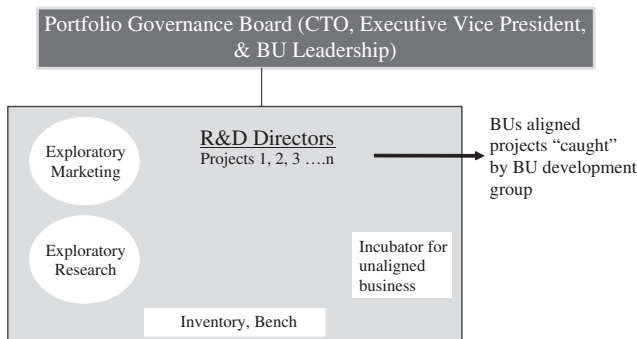 Portfolio Governance Board (CTO, Executive Vice President,
& BU Leadership)
Exploratory
Marketing
R&D Directors
Projects 1, 2, 3 ….n
BUs aligned
projects “caught”
by BU development
group
Exploratory
Research
Incubator for
unaligned
business
Inventory, Bench